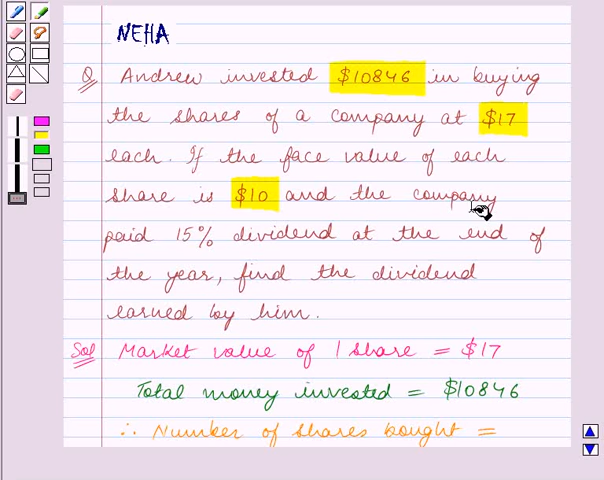 NEHA
Q Andrew invested $10846 in buying
the shares of a company at $17
each. If the face value of each
share is $10 and the company
paid 15% dividend at the end of
the year, find the dividend
earned by him.
Sol Market value of 1 share = $17
Total money invested = $10846
∴ Number of shares bought =